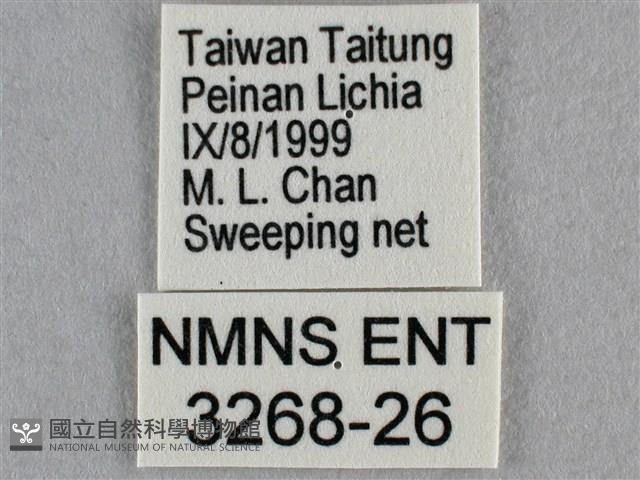 Taiwan Taitung
Peinan Lichia
IX/8/1999
M. L. Chan
Sweeping net
NMNS ENT
3268-26
國立自然科學博物館
NATIONAL MUSEUM OF NATURAL SCIENCE